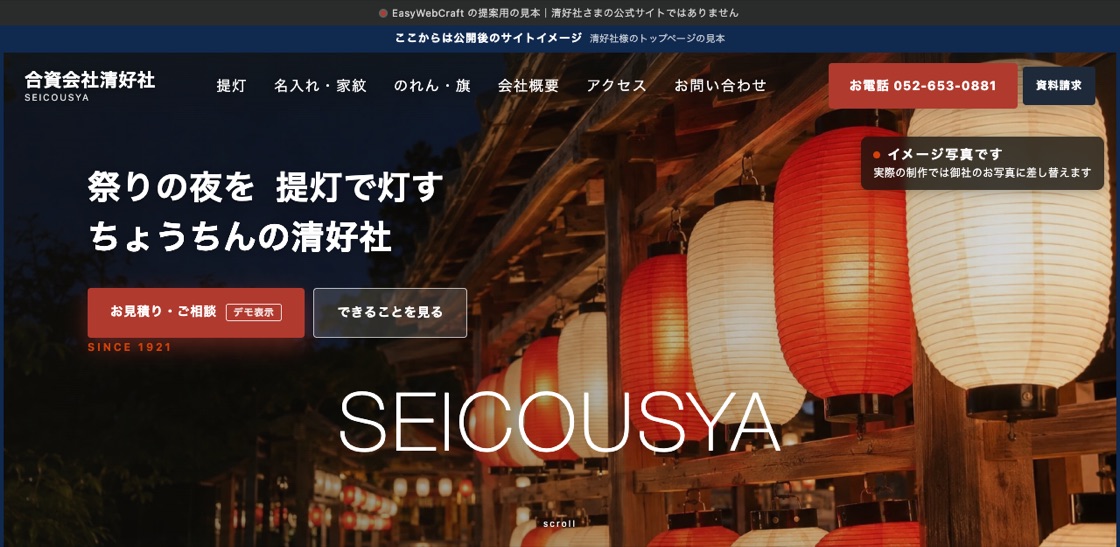 EasyWebCraft の提案用の見本｜清好社さまの公式サイトではありません
ここからは公開後のサイトイメージ 清好社様のトップページの見本
合資会社清好社
SEICOUSYA
提灯 名入れ・家紋 のれん・旗 会社概要 アクセス お問い合わせ
お電話 052-653-0881
資料請求
イメージ写真です
実際の制作では御社のお写真に差し替えます
祭りの夜を 提灯で灯す
ちょうちんの清好社
お見積り・ご相談 デモ表示
できることを見る
SINCE 1921
SEICOUSYA
scroll